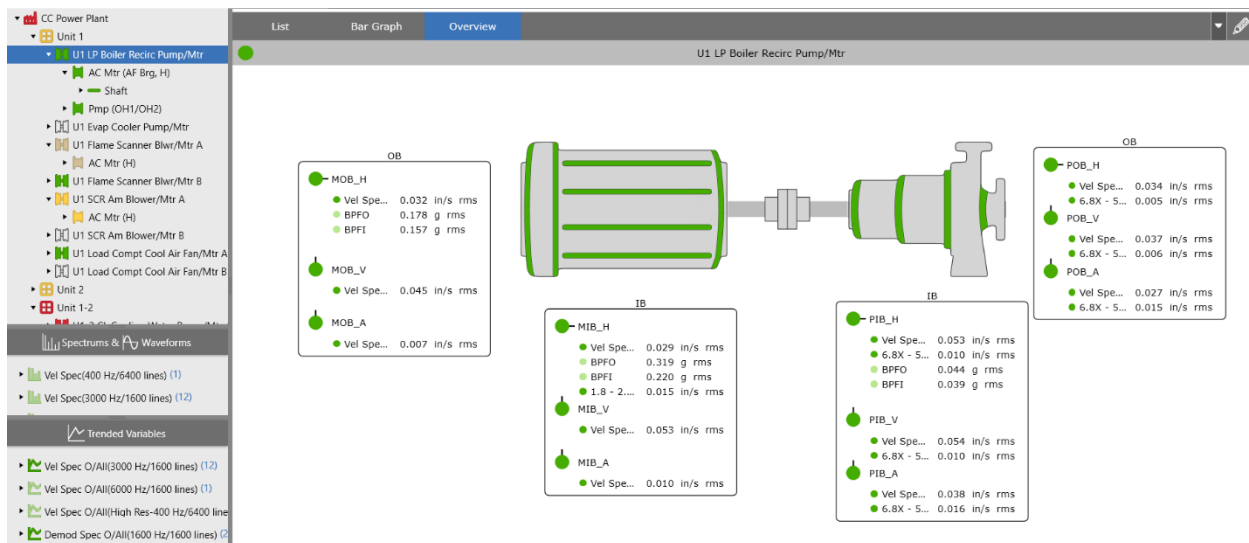 CC Power Plant
Unit 1
U1 LP Boiler Recirc Pump/Mtr
AC Mtr (AF Brg, H)
Shaft
Pmp (OH1/OH2)
U1 Evap Cooler Pump/Mtr
U1 Flame Scanner Blwr/Mtr A
AC Mtr (H)
U1 Flame Scanner Blwr/Mtr B
U1 SCR Am Blower/Mtr A
AC Mtr (H)
U1 SCR Am Blower/Mtr B
U1 Load Compt Cool Air Fan/Mtr A
U1 Load Compt Cool Air Fan/Mtr B
Unit 2
Unit 1-2
Spectrums & Waveforms
Vel Spec(400 Hz/6400 lines) (1)
Vel Spec(3000 Hz/1600 lines) (12)
Trended Variables
Vel Spec O/All(3000 Hz/1600 lines) (12)
Vel Spec O/All(6000 Hz/1600 lines) (1)
Vel Spec O/All(High Res-400 Hz/6400 line
Demod Spec O/All(1600 Hz/1600 lines) (2
List Bar Graph Overview
U1 LP Boiler Recirc Pump/Mtr
OB
MOB_H
Vel Spe... 0.032 in/s rms
BPFO 0.178 g rms
BPFI 0.157 g rms
MOB_V
Vel Spe... 0.045 in/s rms
MOB_A
Vel Spe... 0.007 in/s rms
IB
MIB_H
Vel Spe... 0.029 in/s rms
BPFO 0.319 g rms
BPFI 0.220 g rms
1.8 - 2.... 0.015 in/s rms
MIB_V
Vel Spe... 0.053 in/s rms
MIB_A
Vel Spe... 0.010 in/s rms
IB
PIB_H
Vel Spe... 0.053 in/s rms
6.8X - 5... 0.010 in/s rms
BPFO 0.044 g rms
BPFI 0.039 g rms
PIB_V
Vel Spe... 0.054 in/s rms
6.8X - 5... 0.010 in/s rms
PIB_A
Vel Spe... 0.038 in/s rms
6.8X - 5... 0.016 in/s rms
OB
POB_H
Vel Spe... 0.034 in/s rms
6.8X - 5... 0.005 in/s rms
POB_V
Vel Spe... 0.037 in/s rms
6.8X - 5... 0.006 in/s rms
POB_A
Vel Spe... 0.027 in/s rms
6.8X - 5... 0.015 in/s rms